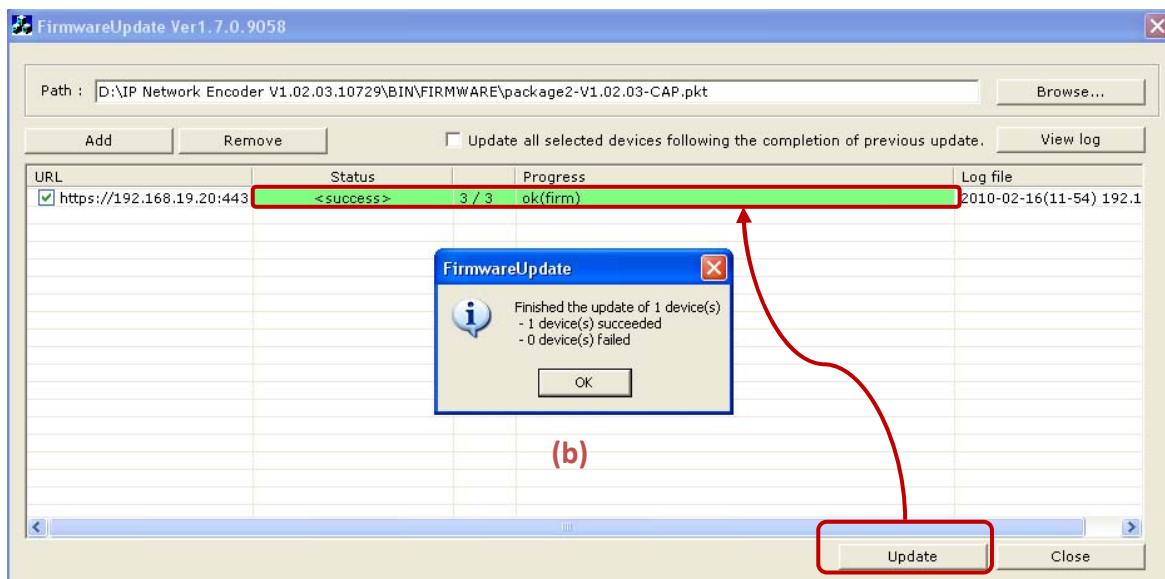 FirmwareUpdate Ver1.7.0.9058
Path : D:\IP Network Encoder V1.02.03.10729\BIN\FIRMWARE\package2-V1.02.03-CAP.pkt Browse...
Add Remove Update all selected devices following the completion of previous update. View log
URL Status Progress Log file
https://192.168.19.20:443 <success> 3 / 3 ok(firm) 2010-02-16(11-54) 192.1
FirmwareUpdate
Finished the update of 1 device(s)
- 1 device(s) succeeded
- 0 device(s) failed
OK
(b)
Update Close